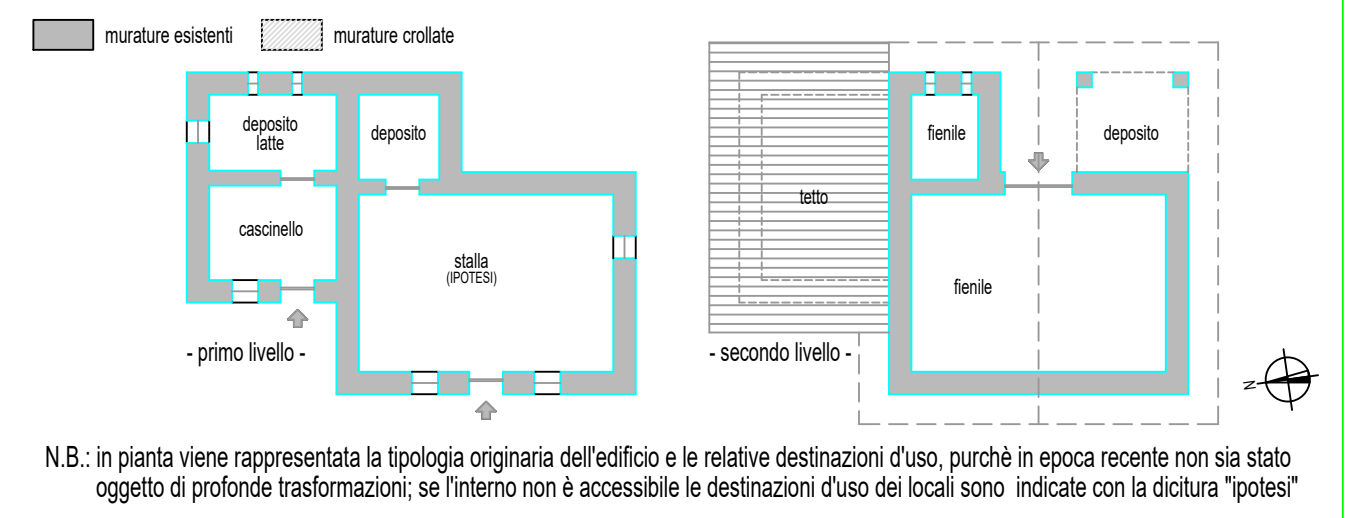 murature esistenti
murature crollate
deposito
latte
deposito
cascinello
stalla
(IPOTESI)
- primo livello -
fienile
deposito
tetto
fienile
- secondo livello -
N
N.B.: in pianta viene rappresentata la tipologia originaria dell'edificio e le relative destinazioni d'uso, purchè in epoca recente non sia stato
oggetto di profonde trasformazioni; se l'interno non è accessibile le destinazioni d'uso dei locali sono indicate con la dicitura "ipotesi"